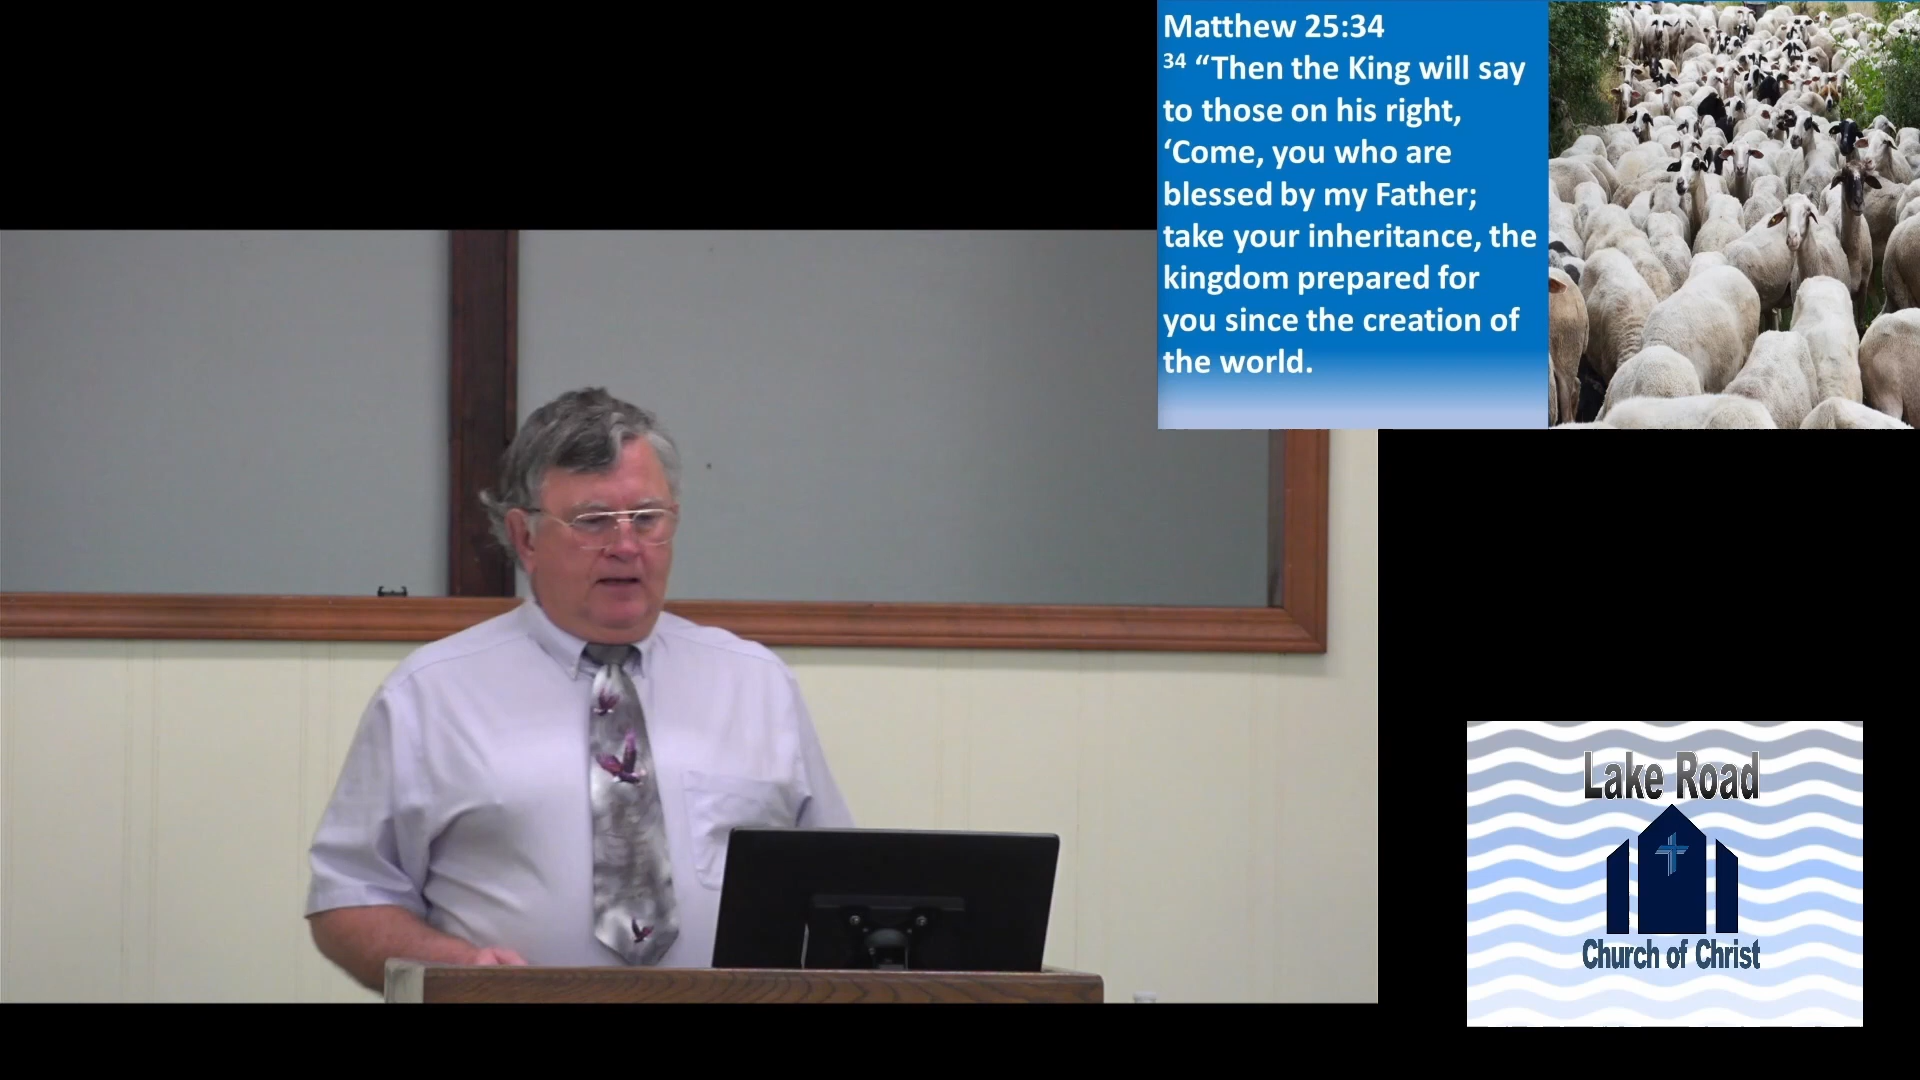 Matthew 25:34
34 “Then the King will say
to those on his right,
‘Come, you who are
blessed by my Father;
take your inheritance, the
kingdom prepared for
you since the creation of
the world.
Lake Road
Church of Christ